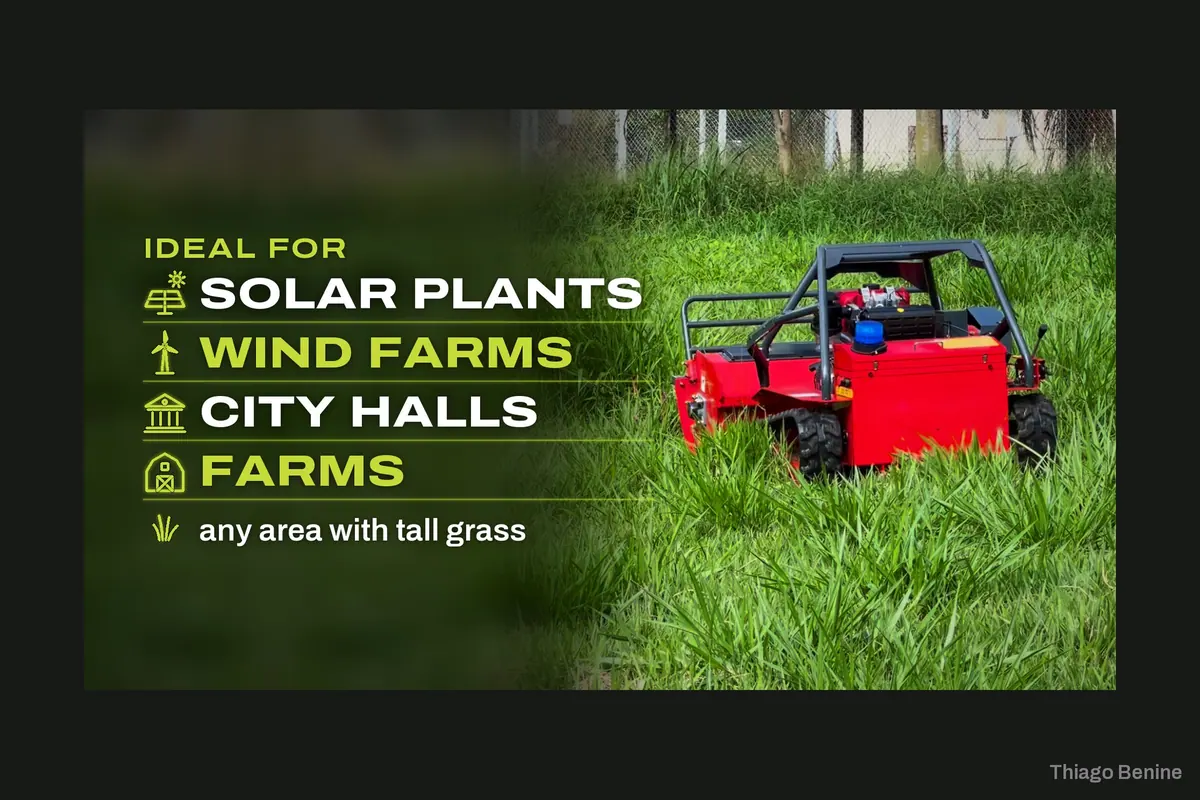 IDEAL FOR
SOLAR PLANTS
WIND FARMS
CITY HALLS
FARMS
any area with tall grass
Thiago Benine